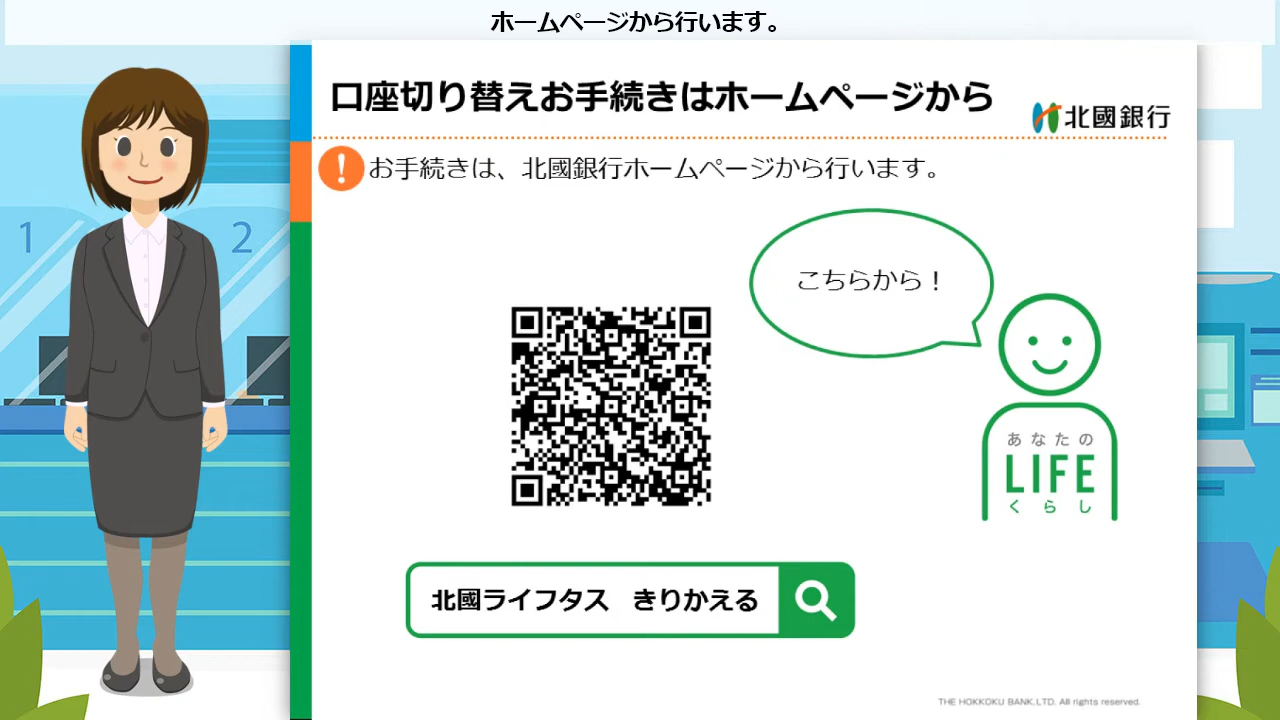 ホームページから行います。
口座切り替えお手続きはホームページから
北國銀行
お手続きは、北國銀行ホームページから行います。
1
2
こちらから！
あなたの
LIFE
くらし
北國ライフタス　きりかえる
THE HOKKOKU BANK,LTD. All rights reserved.